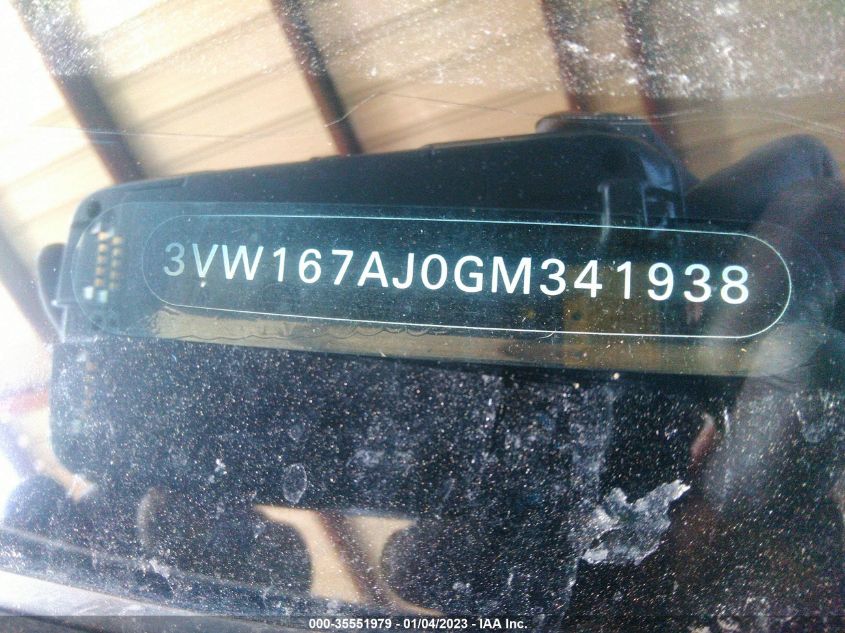 3VW167AJ0GM341938
000-35551979 - 01/04/2023 - IAA Inc.